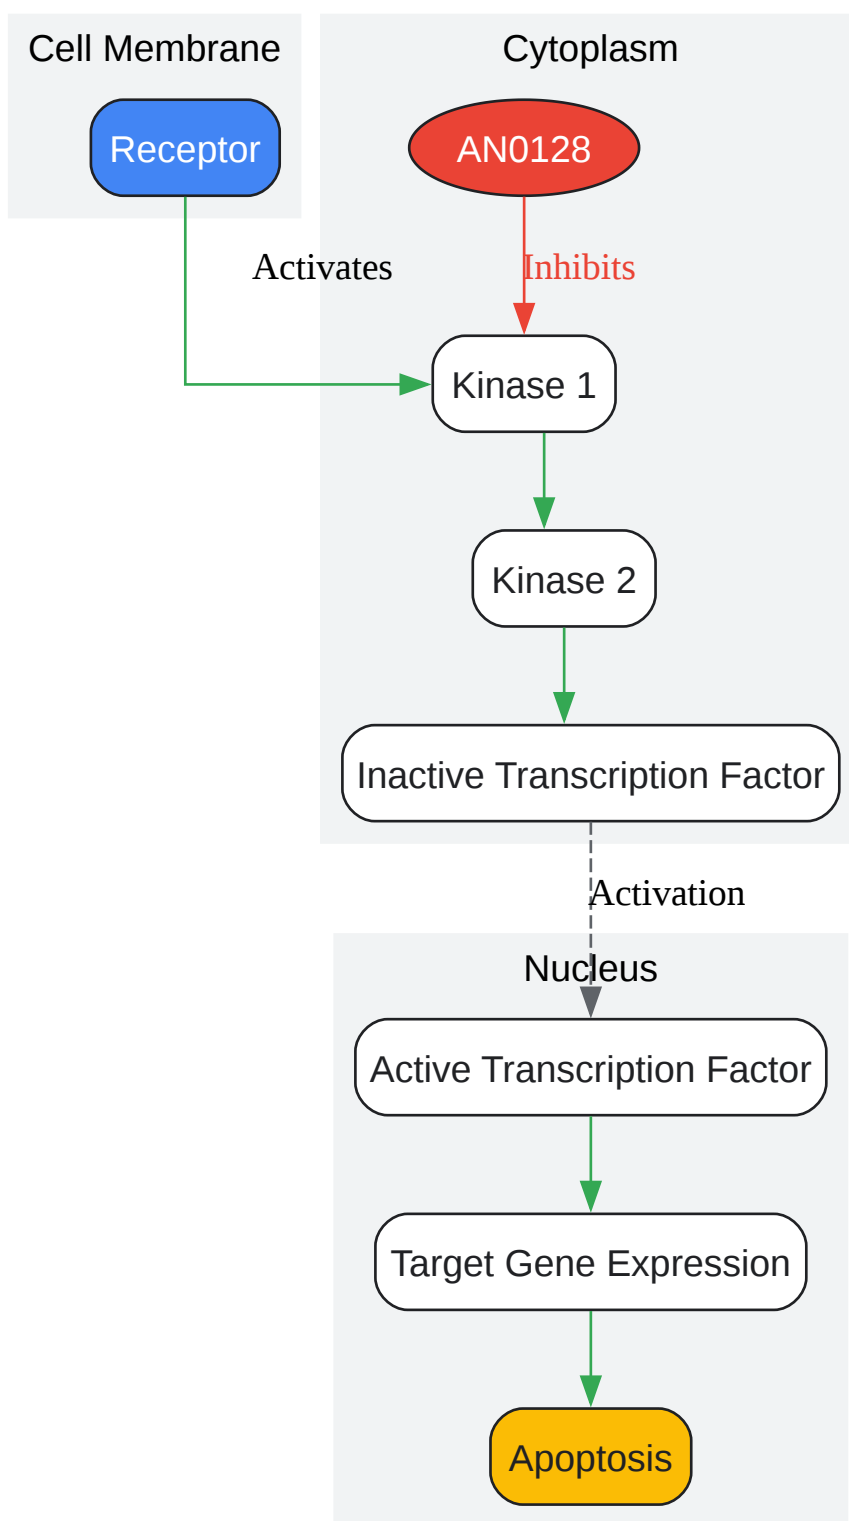 Cell Membrane
Cytoplasm
Receptor
AN0128
Activates
Inhibits
Kinase 1
Kinase 2
Inactive Transcription Factor
Activation
Nucleus
Active Transcription Factor
Target Gene Expression
Apoptosis